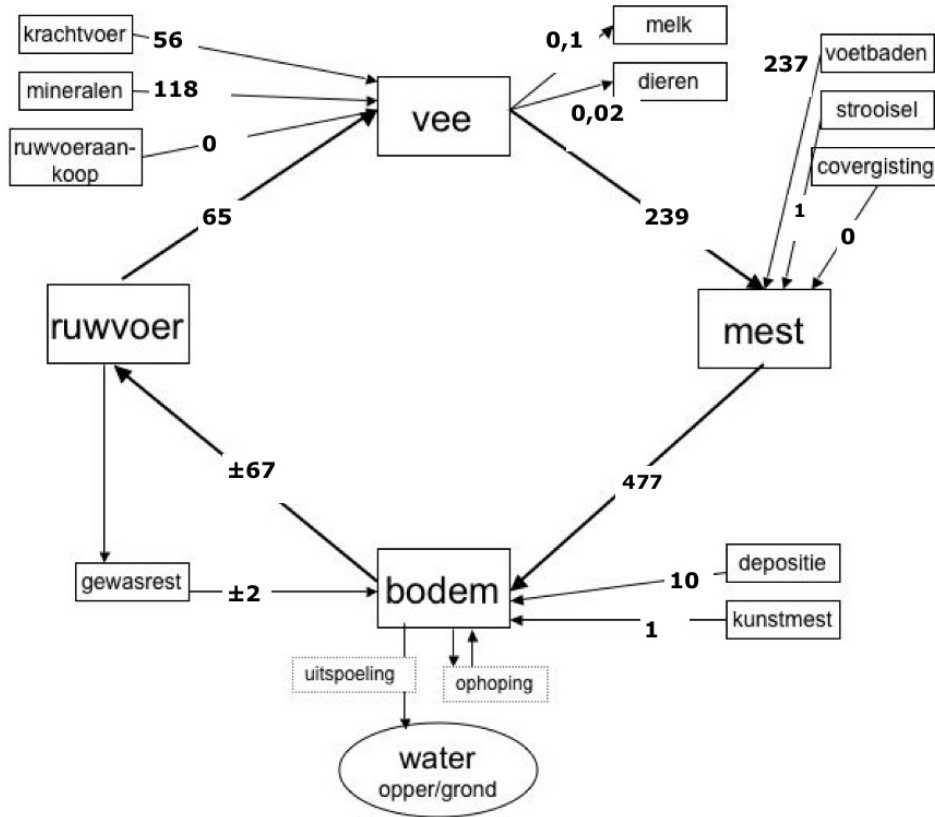 krachtvoer
56
mineralen
118
ruwvoeraan-
koop
0
vee
0,1
melk
dieren
0,02
237
voetbaden
strooisel
1
covergisting
0
65
239
ruwvoer
mest
±67
477
gewasrest
±2
bodem
10
depositie
1
kunstmest
uitspoeling
ophoping
water
opper/grond